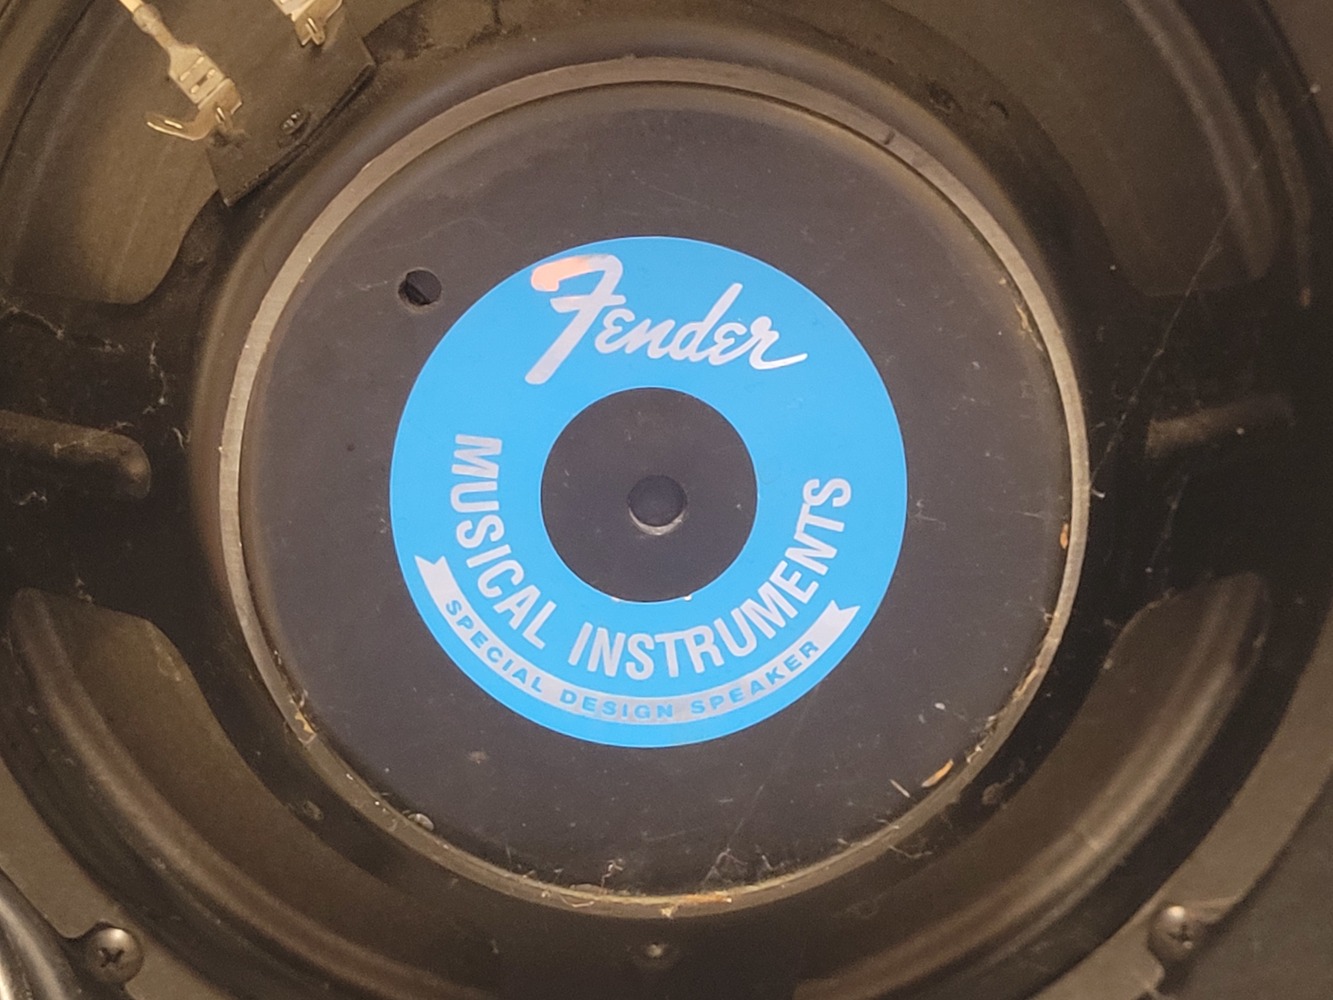 Fender
MUSICAL INSTRUMENTS
SPECIAL DESIGN SPEAKER